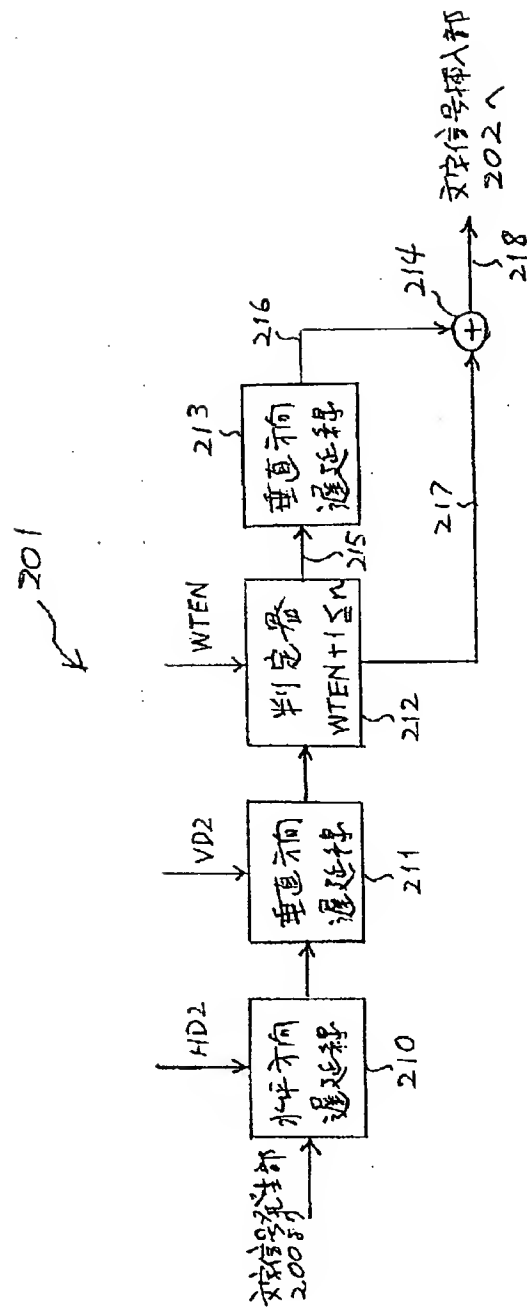 201
文字信号発生部
200より
HD2
水平方向
遅延線
210
VD2
垂直方向
遅延線
211
WTEN
判定器
WTEN+1≦n
212
215
213
垂直方向
遅延線
216
217
214
218
文字信号挿入部
202へ